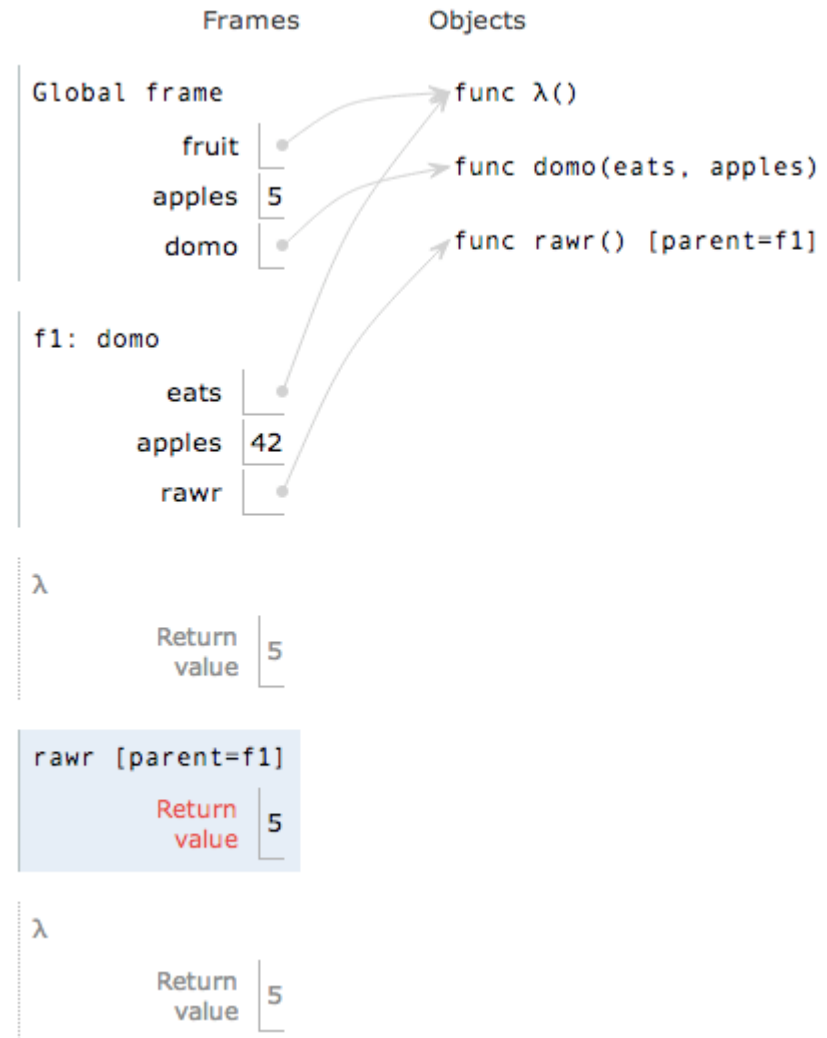 Frames Objects
Global frame
func λ()
fruit
func domo(eats, apples)
apples 5
domo
func rawr() [parent=f1]
f1: domo
eats
apples 42
rawr
λ
Return
value 5
rawr [parent=f1]
Return
value 5
λ
Return
value 5